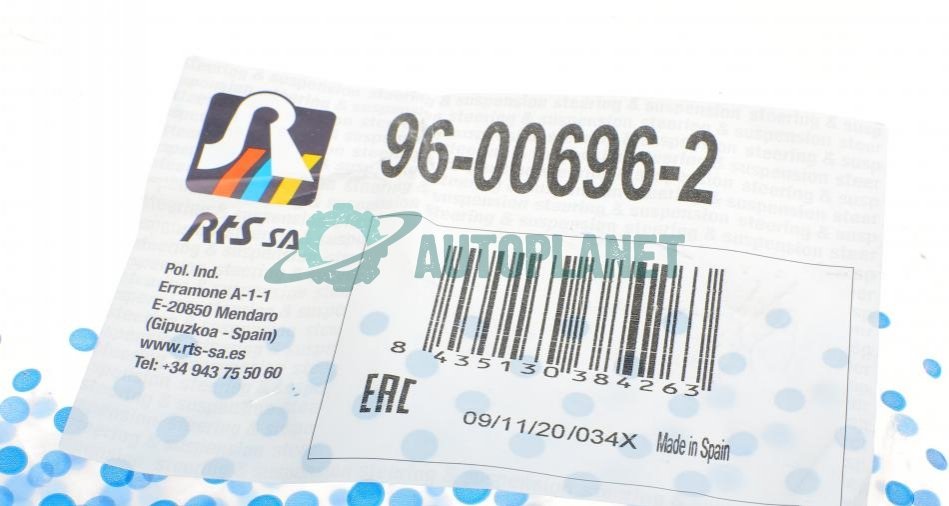 steering & suspension steering & suspension steering & susp
96-00696-2
RTS SA
AUTOPLANET
Pol. Ind.
Erramone A-1-1
E-20850 Mendaro
(Gipuzkoa - Spain)
www.rts-sa.es
Tel: +34 943 75 50 60
8 435130 384263
EAC
09/11/20/034X Made in Spain